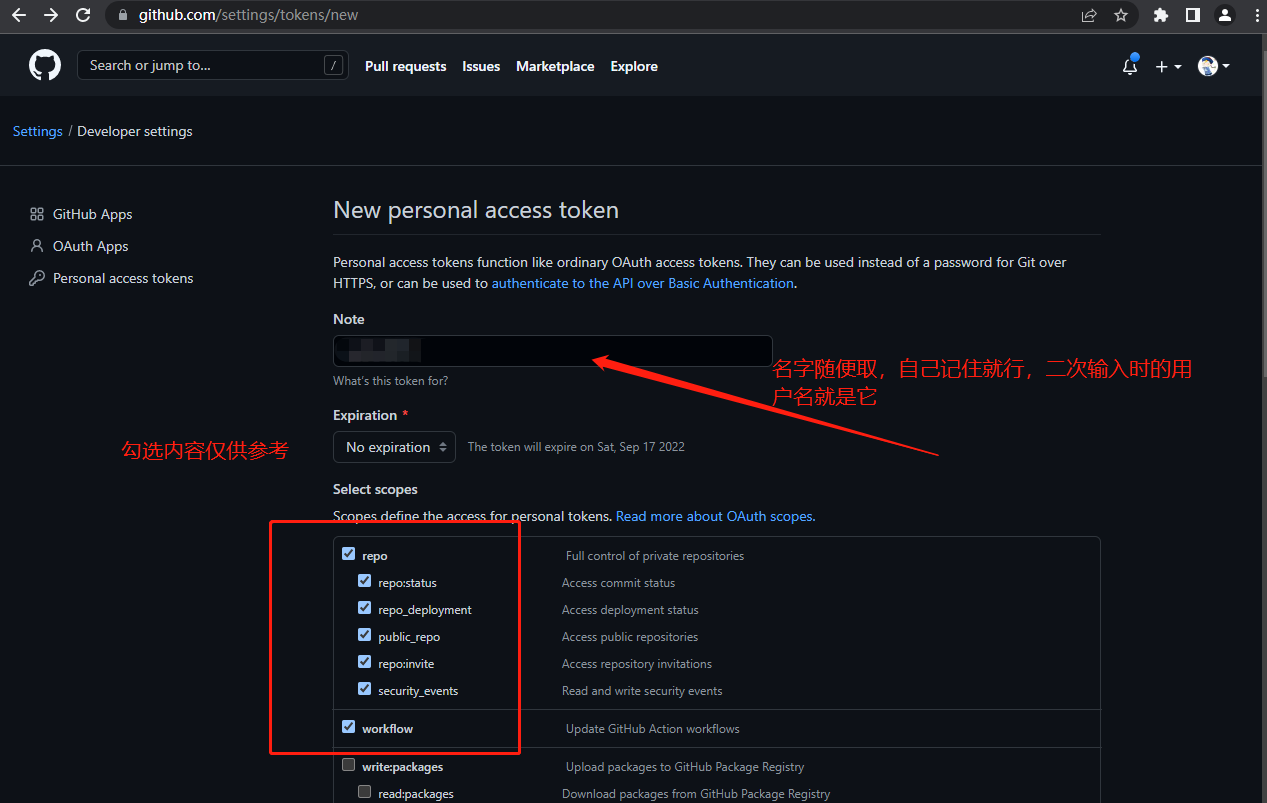 github.com/settings/tokens/new
Search or jump to... /
Pull requests Issues Marketplace Explore
Settings / Developer settings
GitHub Apps
OAuth Apps
Personal access tokens
New personal access token
Personal access tokens function like ordinary OAuth access tokens. They can be used instead of a password for Git over
HTTPS, or can be used to authenticate to the API over Basic Authentication.
Note
What's this token for?
名字随便取，自己记住就行，二次输入时的用
户名就是它
Expiration *
No expiration The token will expire on Sat, Sep 17 2022
勾选内容仅供参考
Select scopes
Scopes define the access for personal tokens. Read more about OAuth scopes.
repo Full control of private repositories
repo:status Access commit status
repo_deployment Access deployment status
public_repo Access public repositories
repo:invite Access repository invitations
security_events Read and write security events
workflow Update GitHub Action workflows
write:packages Upload packages to GitHub Package Registry
read:packages Download packages from GitHub Package Registry